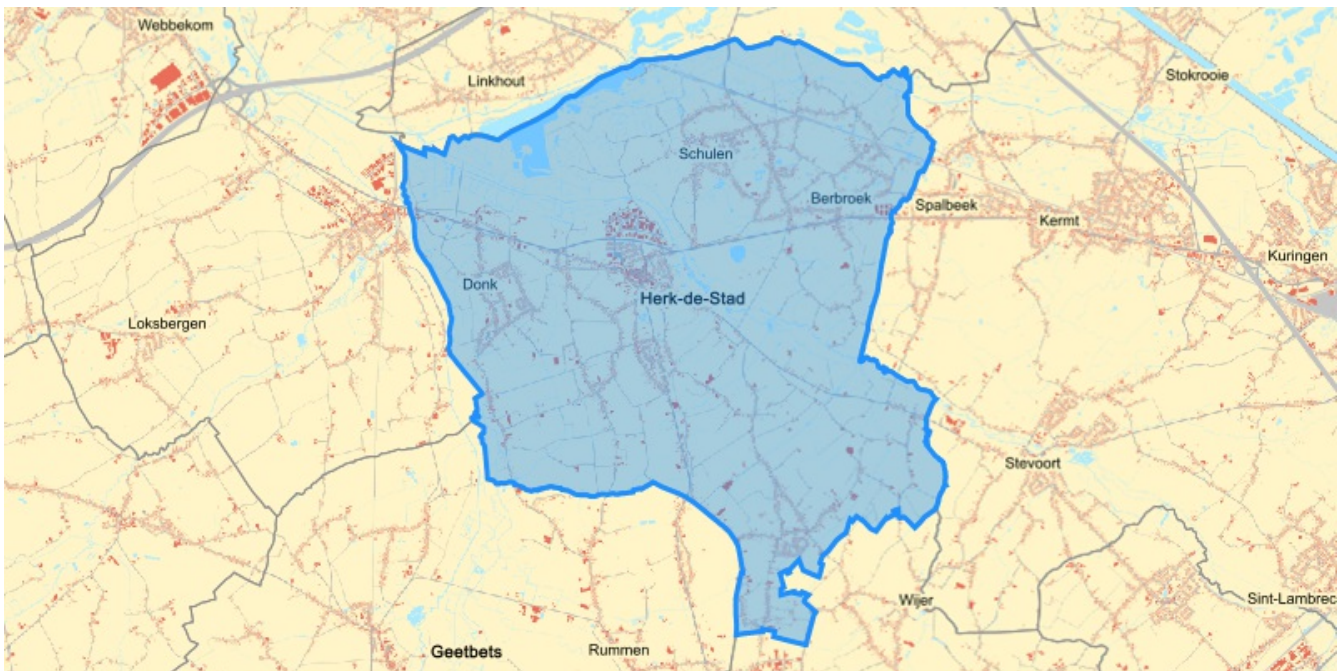 Webbekom
Linkhout
Stokrooie
Schulen
Berbroek
Spalbeek
Kermt
Kuringen
Donk
Herk-de-Stad
Loksbergen
Stevoort
Wijer
Sint-Lambrec
Geetbets
Rummen